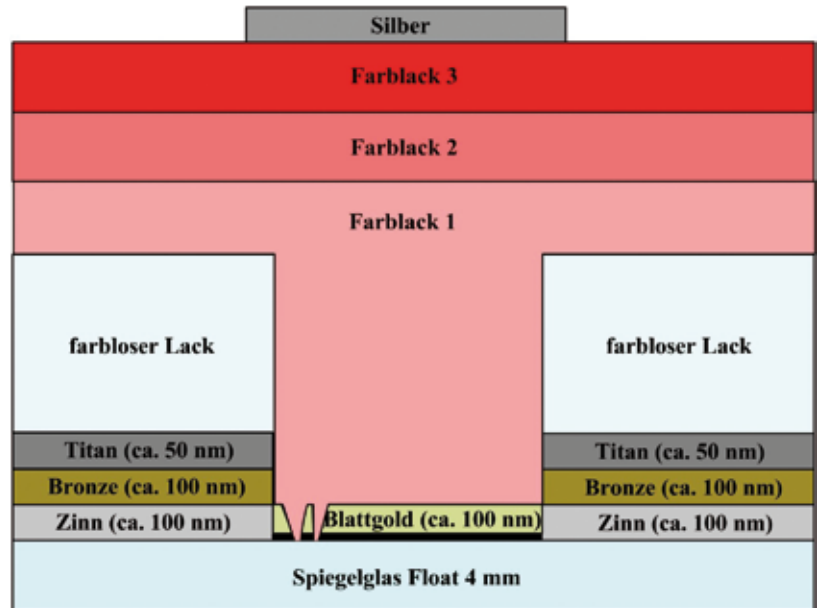 Silber
Farblack 3
Farblack 2
Farblack 1
farbloser Lack
farbloser Lack
Titan (ca. 50 nm)
Titan (ca. 50 nm)
Bronze (ca. 100 nm)
Bronze (ca. 100 nm)
Zinn (ca. 100 nm)
Blattgold (ca. 100 nm)
Zinn (ca. 100 nm)
Spiegelglas Float 4 mm